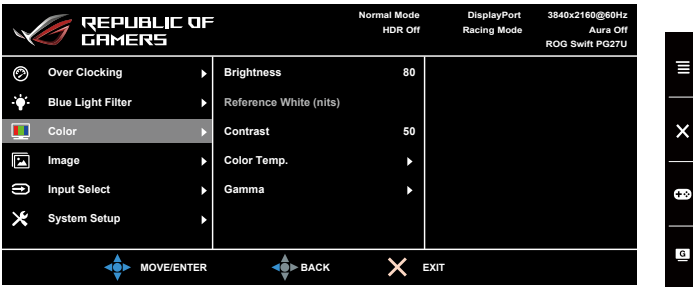 REPUBLIC OF
GAMERS
Normal Mode
HDR Off
DisplayPort
Racing Mode
3840x2160@60Hz
Aura Off
ROG Swift PG27U
Over Clocking
Blue Light Filter
Color
Image
Input Select
System Setup
Brightness 80
Reference White (nits)
Contrast 50
Color Temp.
Gamma
MOVE/ENTER
BACK
EXIT
G